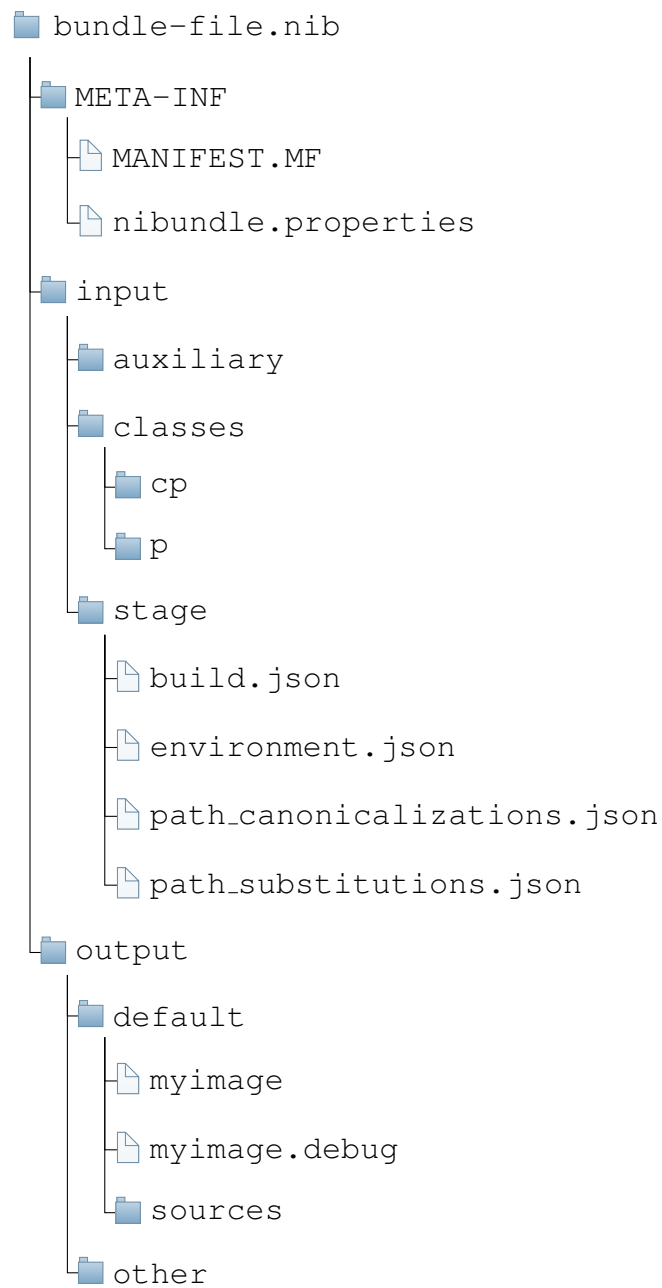 bundle-file.nib
META-INF
MANIFEST.MF
nibundle.properties
input
auxiliary
classes
cp
p
stage
build.json
environment.json
path_canonicalizations.json
path_substitutions.json
output
default
myimage
myimage.debug
sources
other